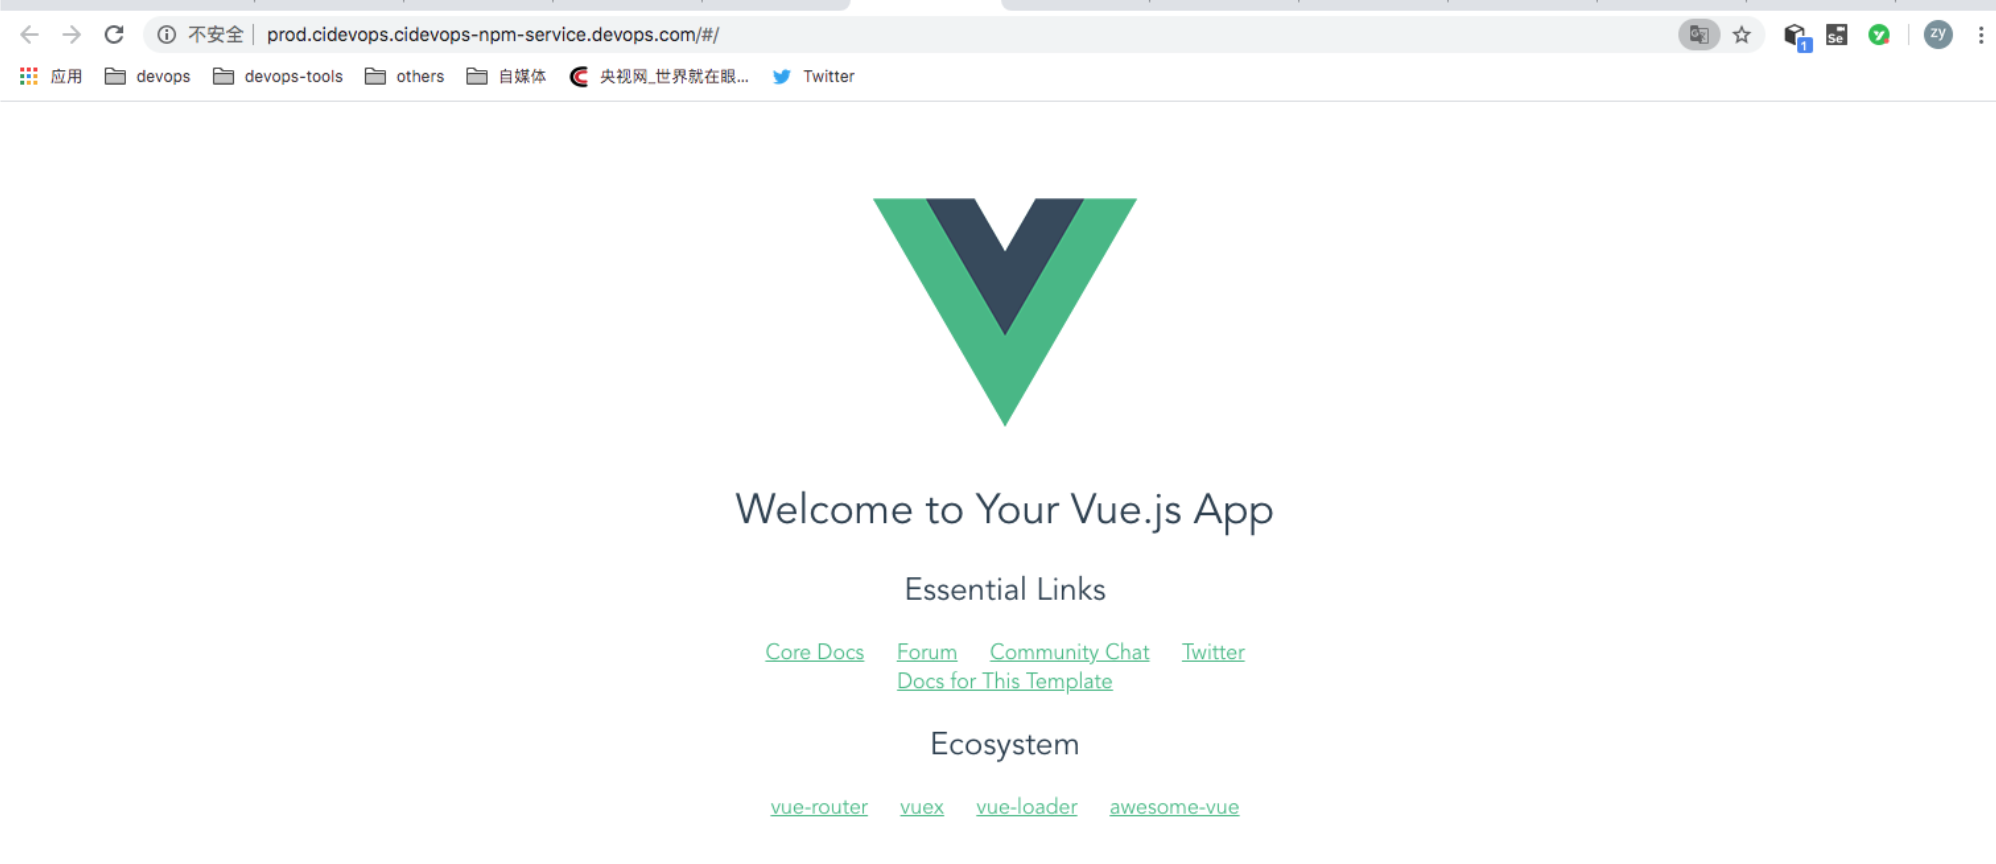 不安全 prod.cidevops.cidevops-npm-service.devops.com/#/ 1 Se zy
应用 devops devops-tools others 自媒体 央视网_世界就在眼... Twitter
Welcome to Your Vue.js App
Essential Links
Core Docs Forum Community Chat Twitter
Docs for This Template
Ecosystem
vue-router vuex vue-loader awesome-vue